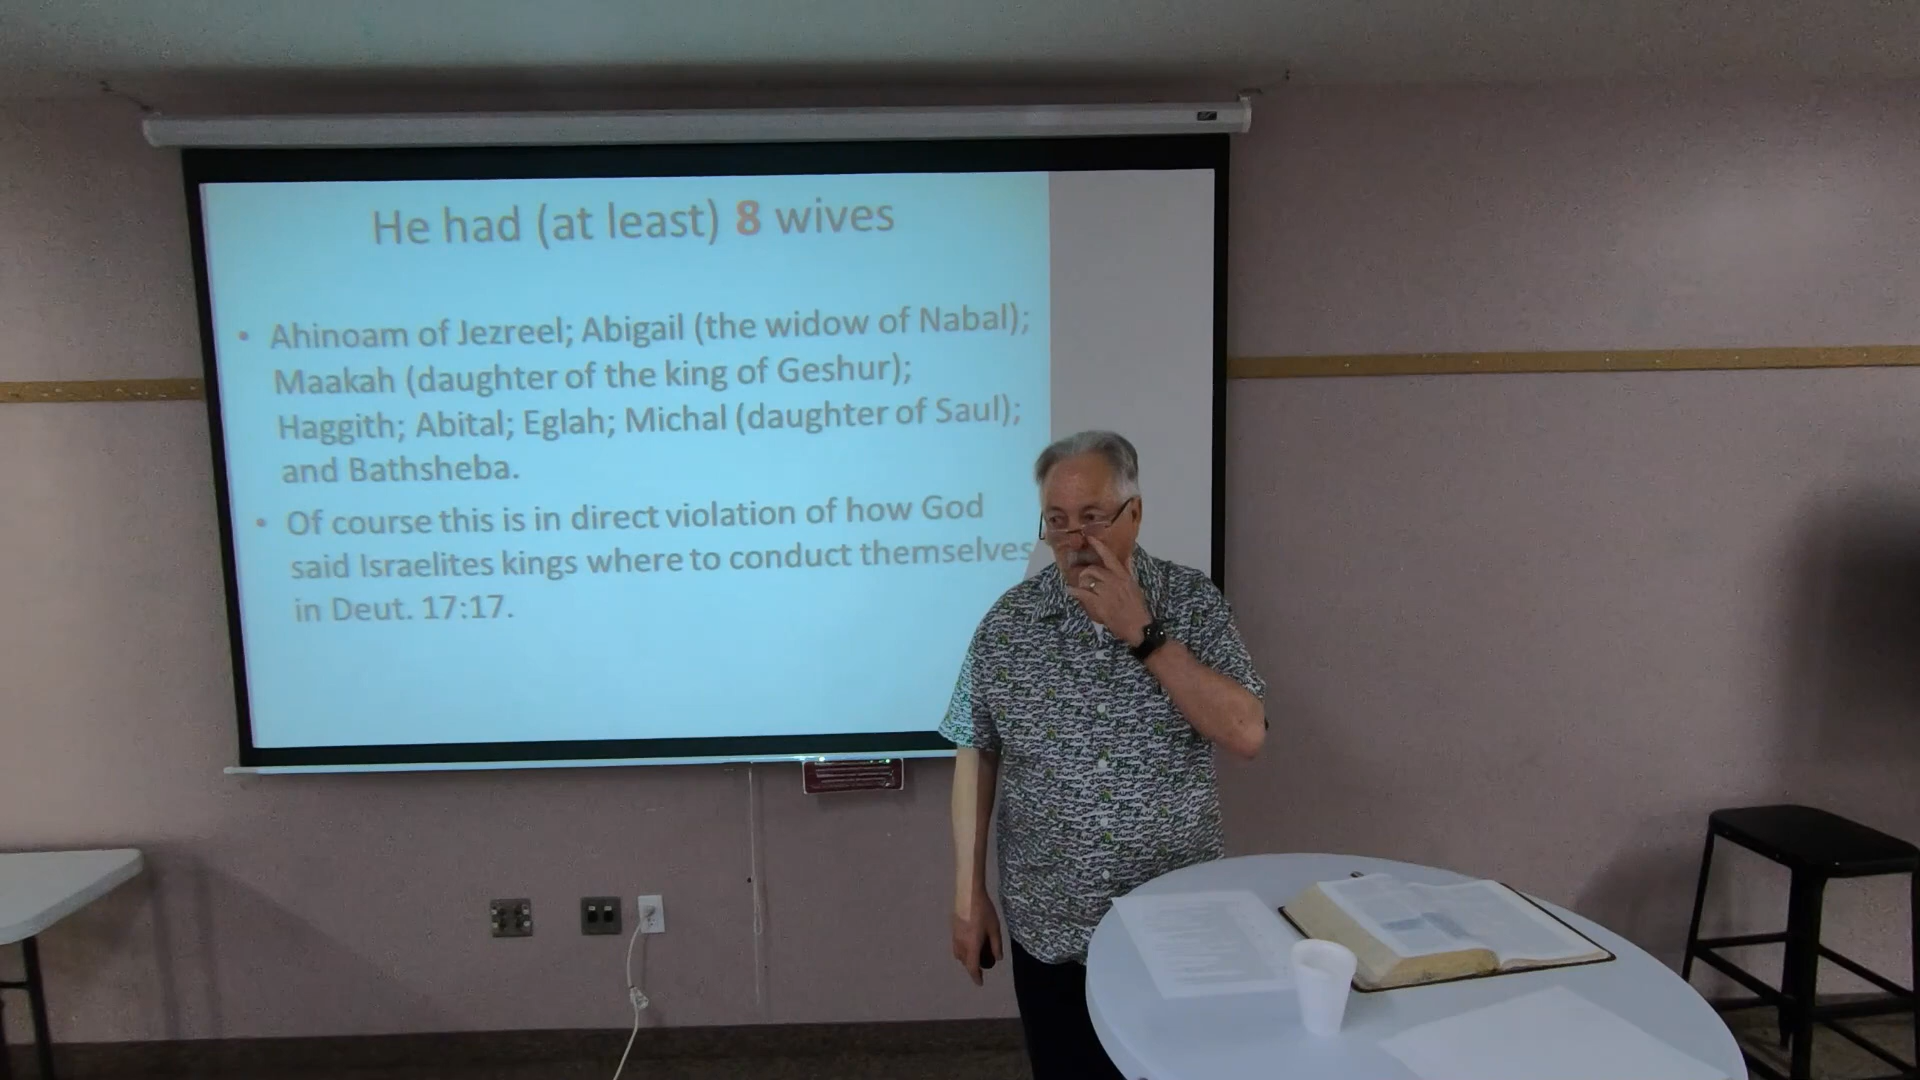 He had (at least) 8 wives
• Ahinoam of Jezreel; Abigail (the widow of Nabal);
Maakah (daughter of the king of Geshur);
Haggith; Abital; Eglah; Michal (daughter of Saul);
and Bathsheba.
• Of course this is in direct violation of how God
said Israelites kings where to conduct themselves
in Deut. 17:17.